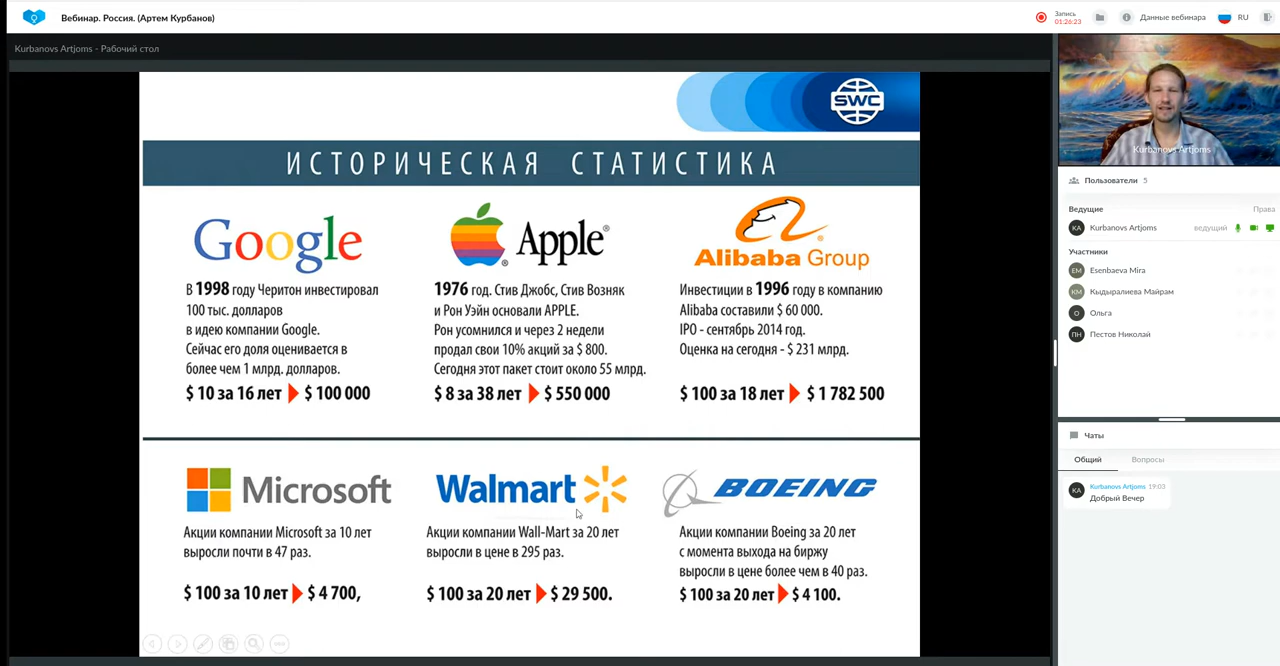 Вебинар. Россия. (Артем Курбанов)
Запись
01:26:23
Данные вебинара
RU
Kurbanovs Artjoms - Рабочий стол
SWC
ИСТОРИЧЕСКАЯ СТАТИСТИКА
Google
В 1998 году Черитон инвестировал
100 тыс. долларов
в идею компании Google.
Сейчас его доля оценивается в
более чем 1 млрд. долларов.
$ 10 за 16 лет $ 100 000
Apple®
1976 год. Стив Джобс, Стив Возняк
и Рон Уэйн основали APPLE.
Рон усомнился и через 2 недели
продал свои 10% акций за $ 800.
Сегодня этот пакет стоит около 55 млрд.
$ 8 за 38 лет $ 550 000
Alibaba Group
Инвестиции в 1996 году в компанию
Alibaba составили $ 60 000.
IPO - сентябрь 2014 год.
Оценка на сегодня - $ 231 млрд.
$ 100 за 18 лет $ 1 782 500
Microsoft
Акции компании Microsoft за 10 лет
выросли почти в 47 раз.
$ 100 за 10 лет $ 4 700,
Walmart
Акции компании Wall-Mart за 20 лет
выросли в цене в 295 раз.
$ 100 за 20 лет $ 29 500.
BOEING
Акции компании Boeing за 20 лет
с момента выхода на биржу
выросли в цене более чем в 40 раз.
$ 100 за 20 лет $ 4 100.
Kurbanovs Artjoms
Пользователи 5
Ведущие Права
KA Kurbanovs Artjoms ведущий
Участники
EM Esenbaeva Mira
КМ Кыдыралиева Майрам
О Ольга
ПН Пестов Николай
Чаты
Общий Вопросы
KA Kurbanovs Artjoms 19:03
Добрый Вечер